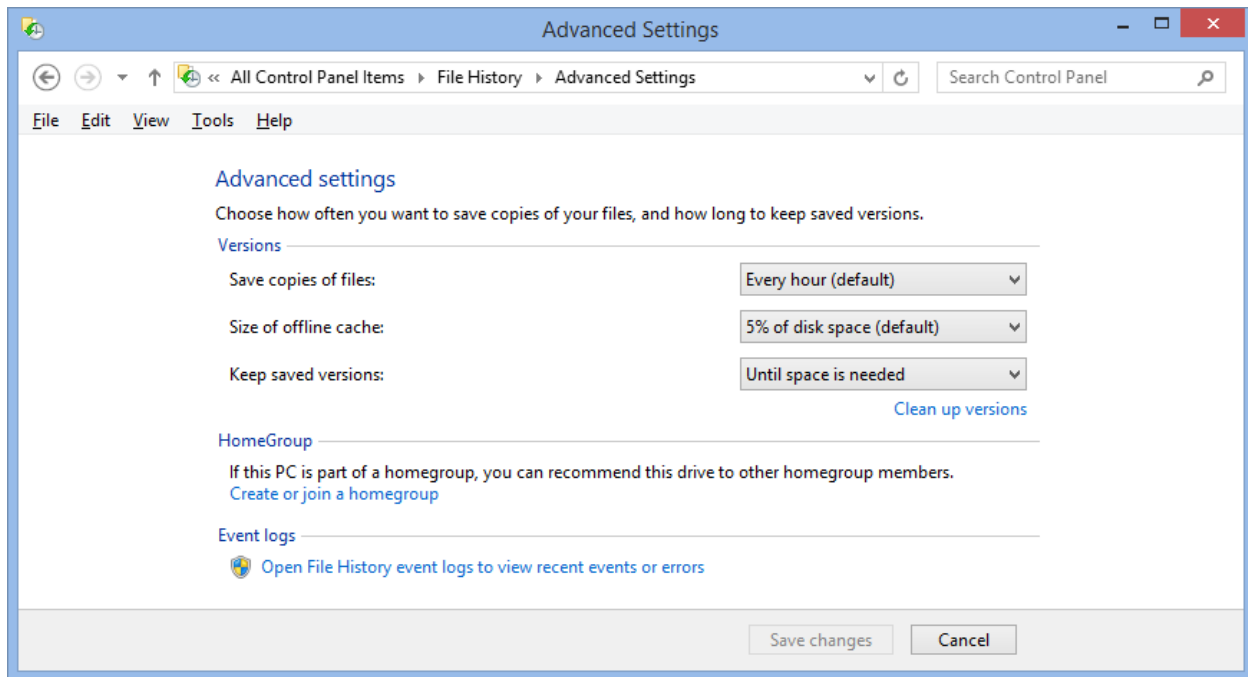 Advanced Settings
« All Control Panel Items File History Advanced Settings Search Control Panel
File Edit View Tools Help
Advanced settings
Choose how often you want to save copies of your files, and how long to keep saved versions.
Versions
Save copies of files: Every hour (default)
Size of offline cache: 5% of disk space (default)
Keep saved versions: Until space is needed
Clean up versions
HomeGroup
If this PC is part of a homegroup, you can recommend this drive to other homegroup members.
Create or join a homegroup
Event logs
Open File History event logs to view recent events or errors
Save changes Cancel